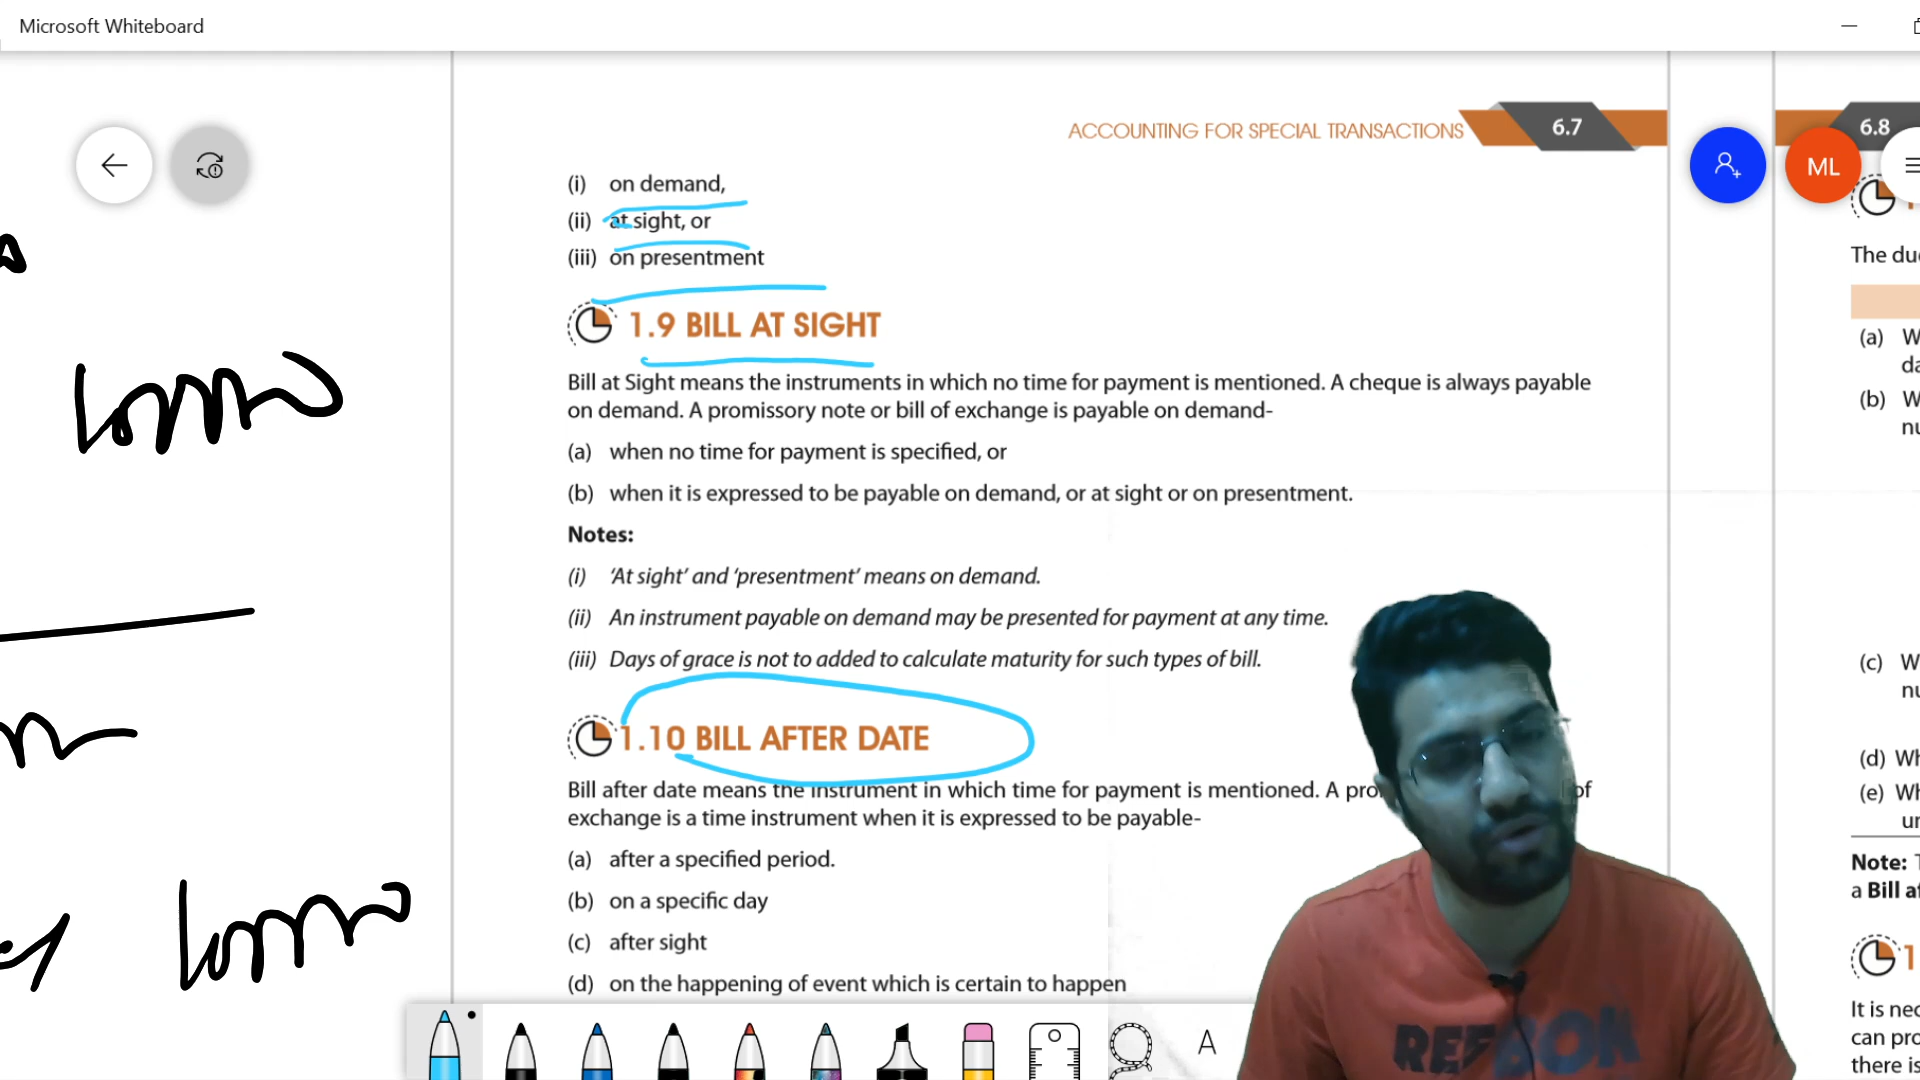 Microsoft Whiteboard
ACCOUNTING FOR SPECIAL TRANSACTIONS 6.7
6.8
ML
(i) on demand,
(ii) at sight, or
(iii) on presentment
1.9 BILL AT SIGHT
Bill at Sight means the instruments in which no time for payment is mentioned. A cheque is always payable
on demand. A promissory note or bill of exchange is payable on demand-
(a) when no time for payment is specified, or
(b) when it is expressed to be payable on demand, or at sight or on presentment.
Notes:
(i) ‘At sight’ and ‘presentment’ means on demand.
(ii) An instrument payable on demand may be presented for payment at any time.
(iii) Days of grace is not to added to calculate maturity for such types of bill.
1.10 BILL AFTER DATE
Bill after date means the instrument in which time for payment is mentioned. A of
exchange is a time instrument when it is expressed to be payable-
(a) after a specified period.
(b) on a specific day
(c) after sight
(d) on the happening of event which is certain to happen
A
The
(a)
(b)
(c)
(d)
(e)
Note:
a Bill
It is
can
there